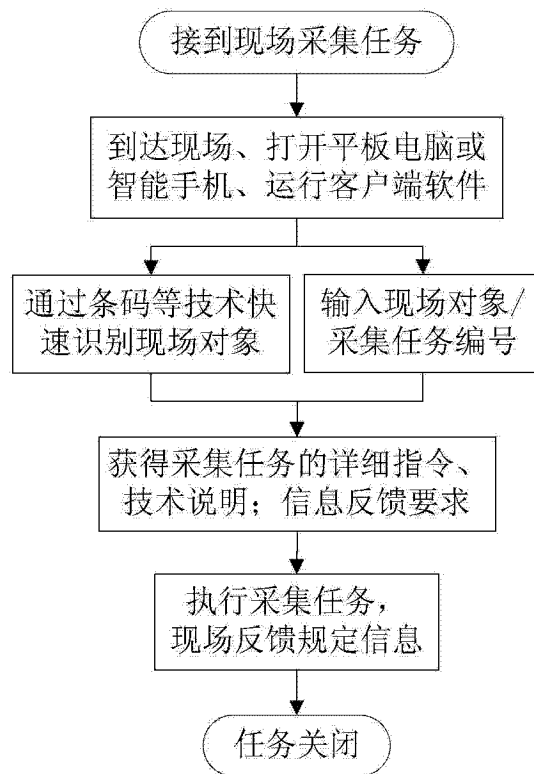 接到现场采集任务
到达现场、打开平板电脑或
智能手机、运行客户端软件
通过条码等技术快
速识别现场对象
输入现场对象/
采集任务编号
获得采集任务的详细指令、
技术说明；信息反馈要求
执行采集任务，
现场反馈规定信息
任务关闭